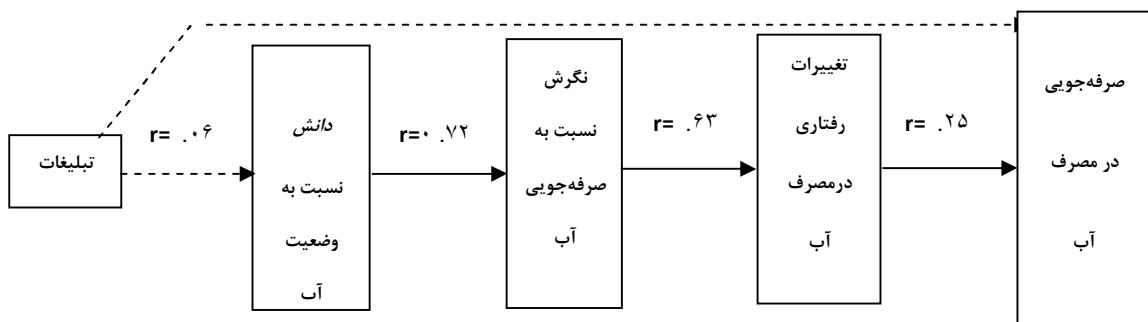 تبلیغات
r= .۰۶
دانش
نسبت به
وضعیت
آب
r=۰.۷۲
نگرش
نسبت به
صرفه‌جویی
آب
r= .۶۳
تغییرات
رفتاری
درمصرف
آب
r= .۲۵
صرفه‌جویی
در مصرف
آب